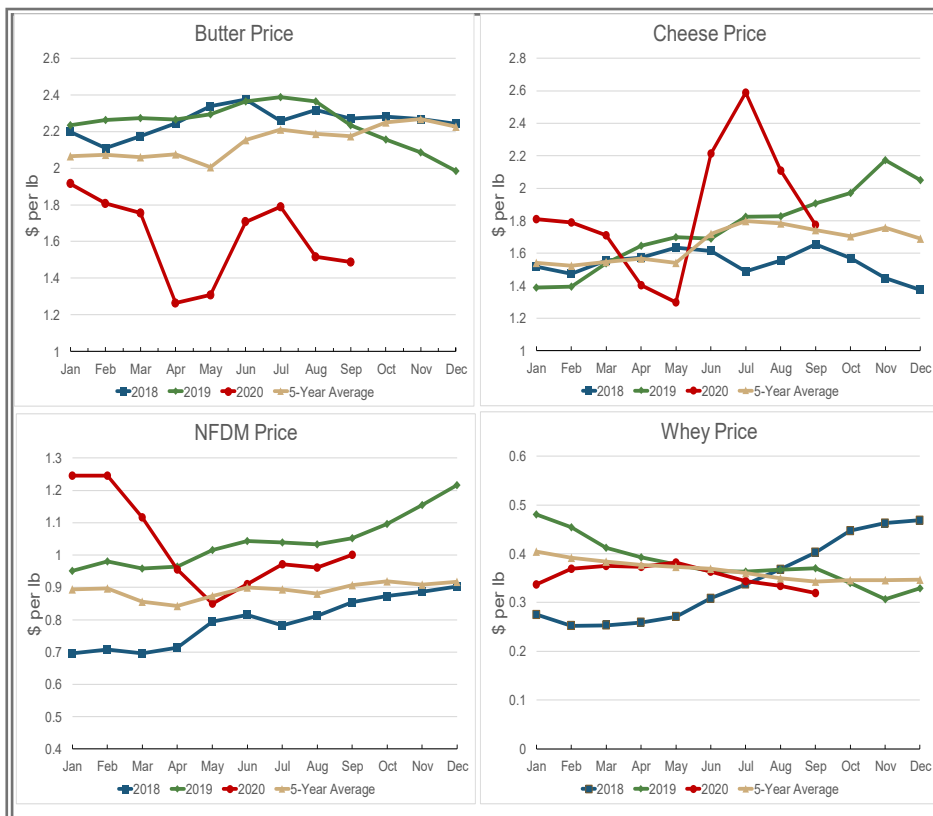 Butter Price
$ per lb
2.6
2.4
2.2
2
1.8
1.6
1.4
1.2
1
Jan Feb Mar Apr May Jun Jul Aug Sep Oct Nov Dec
2018 2019 2020 5-Year Average
Cheese Price
$ per lb
2.8
2.6
2.4
2.2
2
1.8
1.6
1.4
1.2
1
Jan Feb Mar Apr May Jun Jul Aug Sep Oct Nov Dec
2018 2019 2020 5-Year Average
NFDM Price
$ per lb
1.3
1.2
1.1
1
0.9
0.8
0.7
0.6
0.5
0.4
Jan Feb Mar Apr May Jun Jul Aug Sep Oct Nov Dec
2018 2019 2020 5-Year Average
Whey Price
$ per lb
0.6
0.5
0.4
0.3
0.2
0.1
0
Jan Feb Mar Apr May Jun Jul Aug Sep Oct Nov Dec
2018 2019 2020 5-Year Average